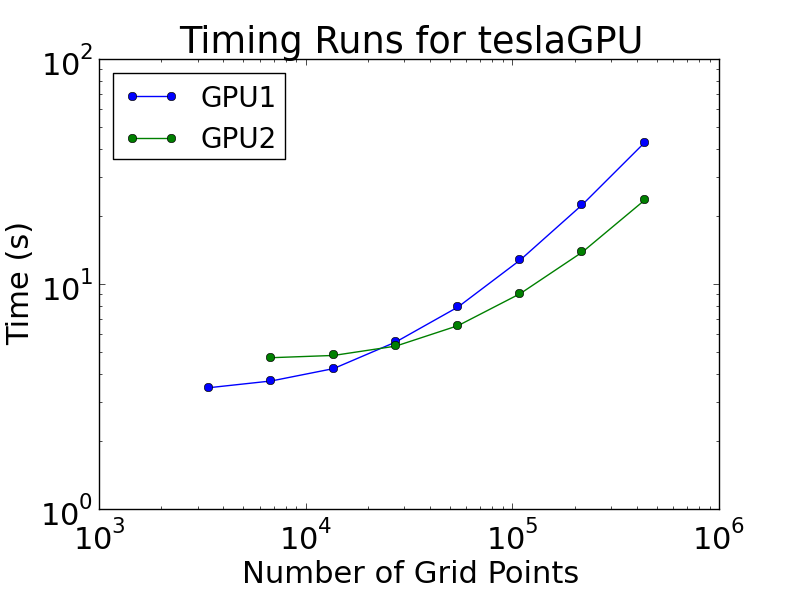 Timing Runs for teslaGPU
GPU1
GPU2
Time (s)
10^2
10^1
10^0
10^3 10^4 10^5 10^6
Number of Grid Points